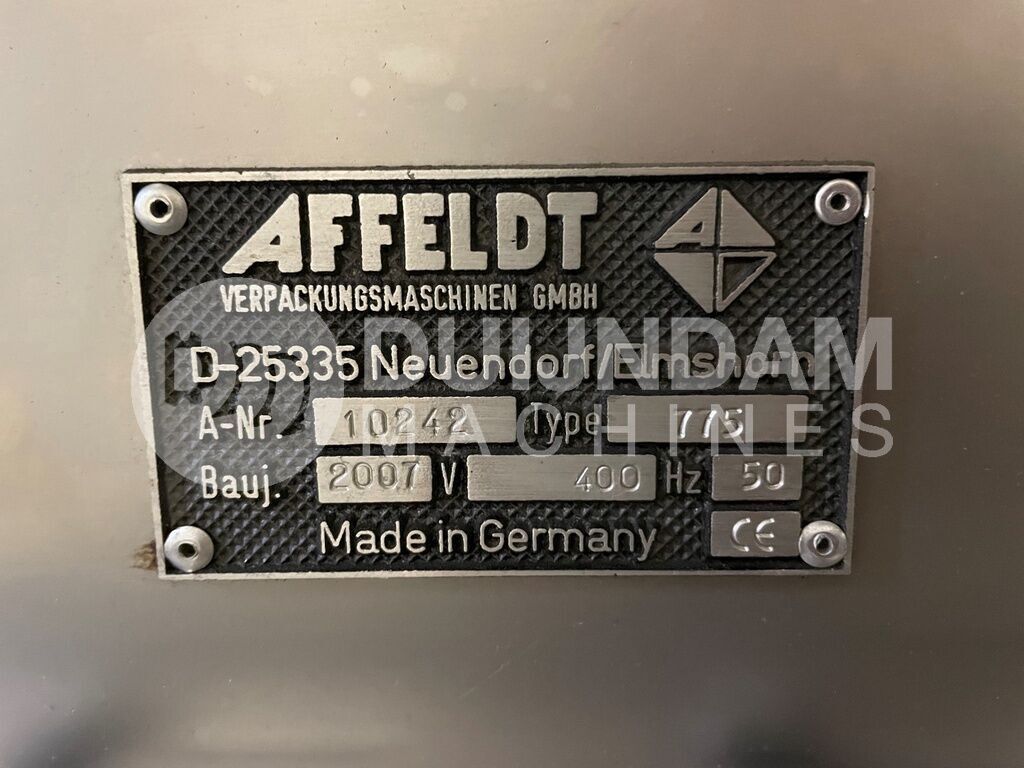 AFFELDT
VERPACKUNGSMASCHINEN GMBH
A
D
D-25335 Neuendorf/Elmshorn
A-Nr. 10242 Type 775
Bauj. 2007 V 400 Hz 50
Made in Germany CE
DUIJNDAM
MACHINES